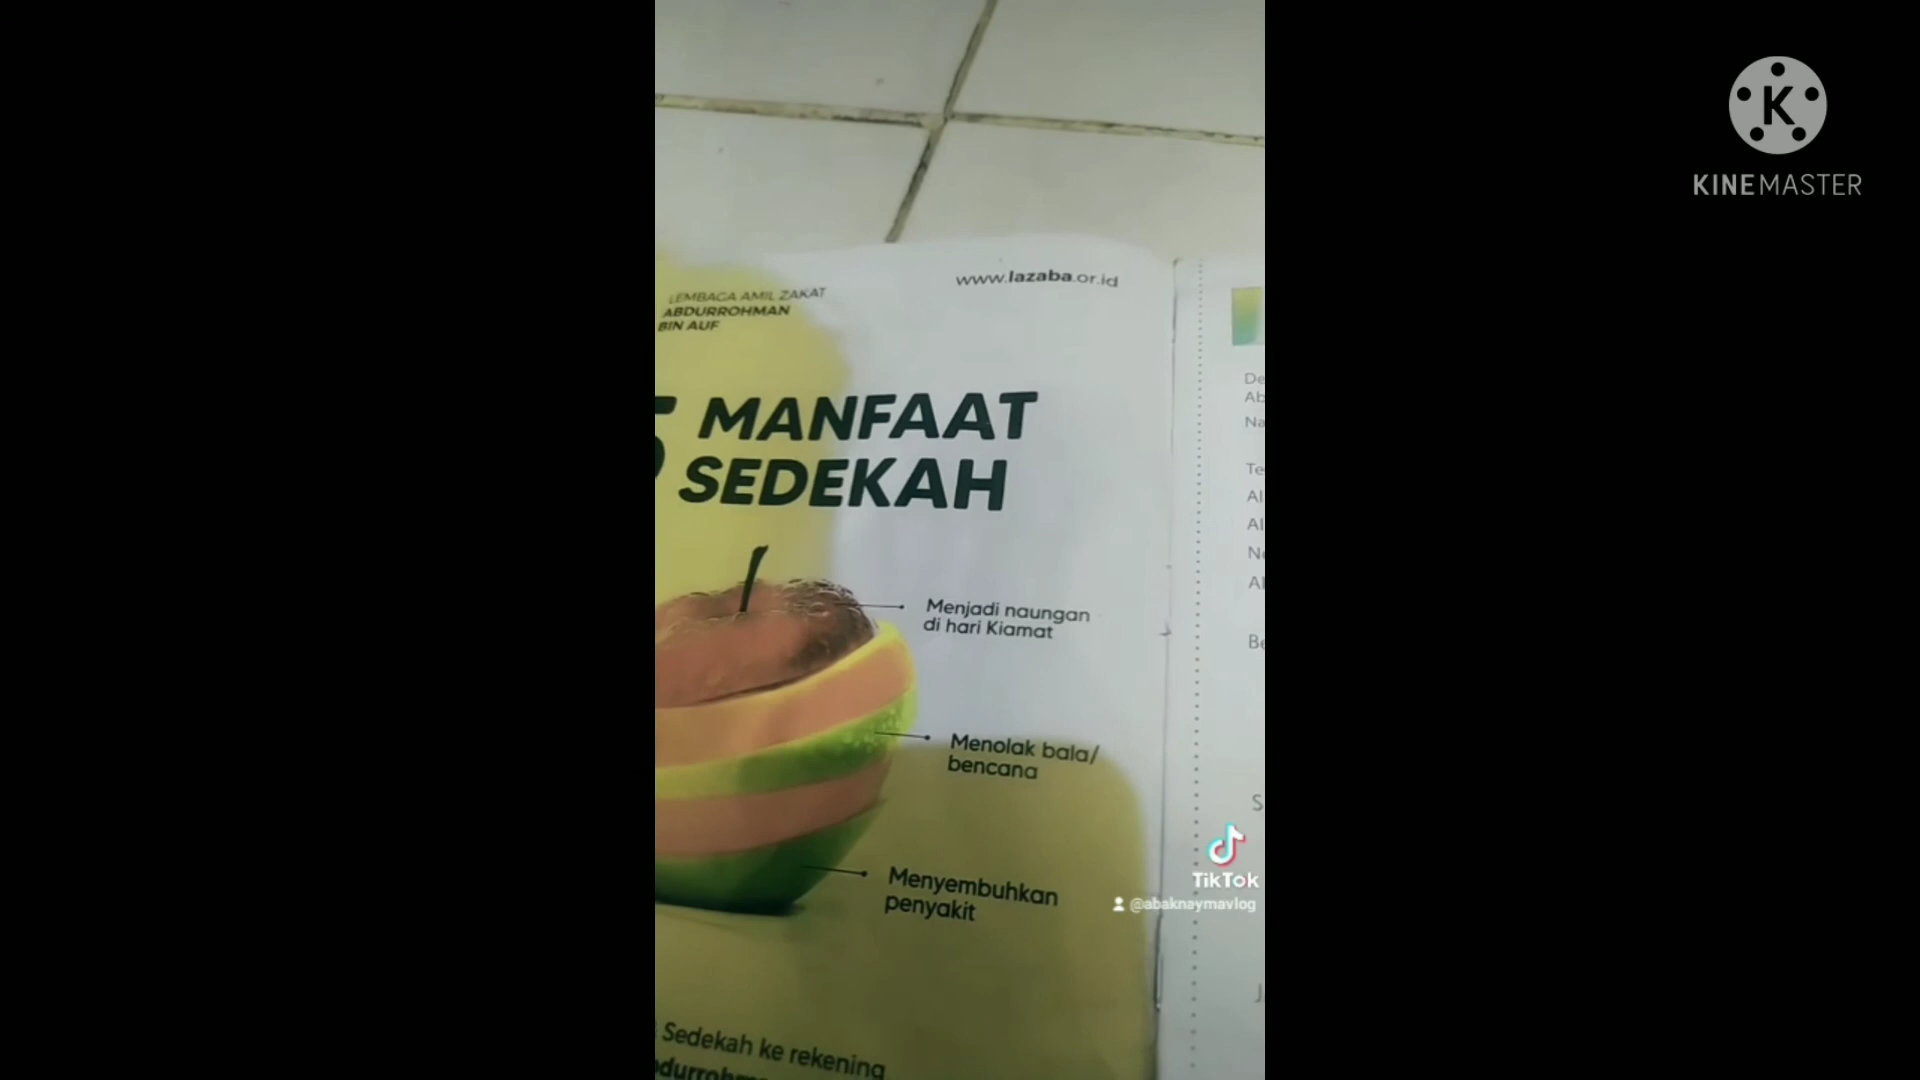 KINEMASTER
www.lazaba.or.id
LEMBAGA AMIL ZAKAT
ABDURROHMAN
BIN AUF
5 MANFAAT
SEDEKAH
Menjadi naungan
di hari Kiamat
Menolak bala/
bencana
Menyembuhkan
penyakit
Sedekah ke rekening
TikTok
@abaknaymavlog